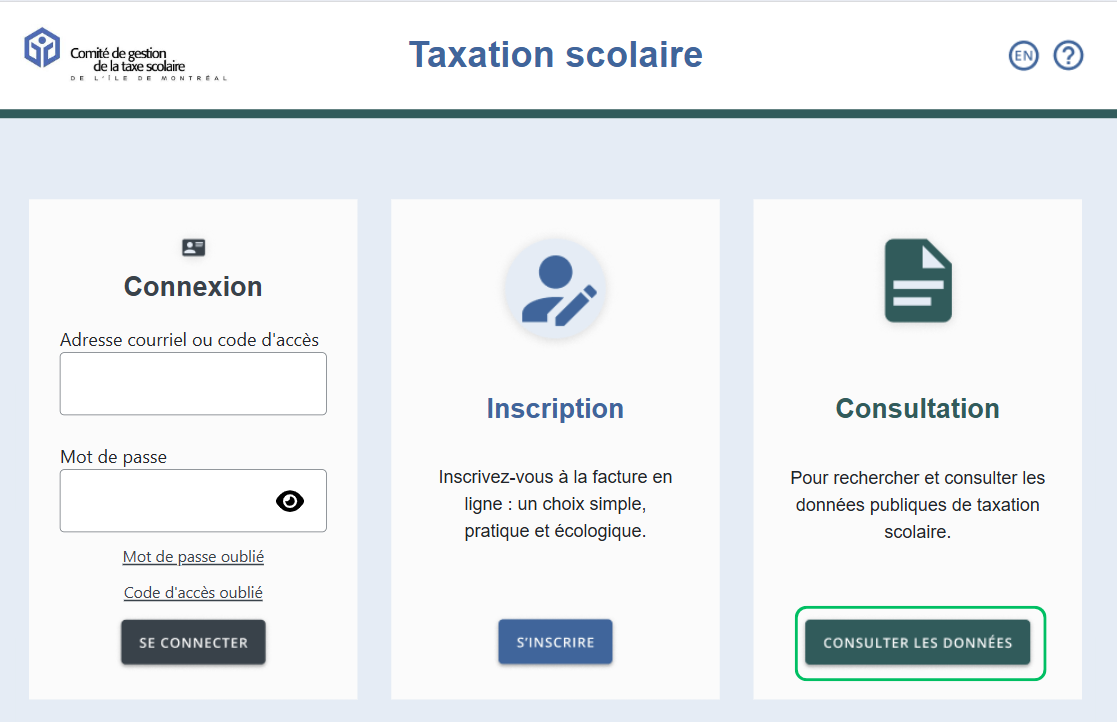 Comité de gestion
de la taxe scolaire
DE L'ÎLE DE MONTRÉAL
Taxation scolaire
EN
?
Connexion
Adresse courriel ou code d'accès
Mot de passe
Mot de passe oublié
Code d'accès oublié
SE CONNECTER
Inscription
Inscrivez-vous à la facture en
ligne : un choix simple,
pratique et écologique.
S'INSCRIRE
Consultation
Pour rechercher et consulter les
données publiques de taxation
scolaire.
CONSULTER LES DONNÉES